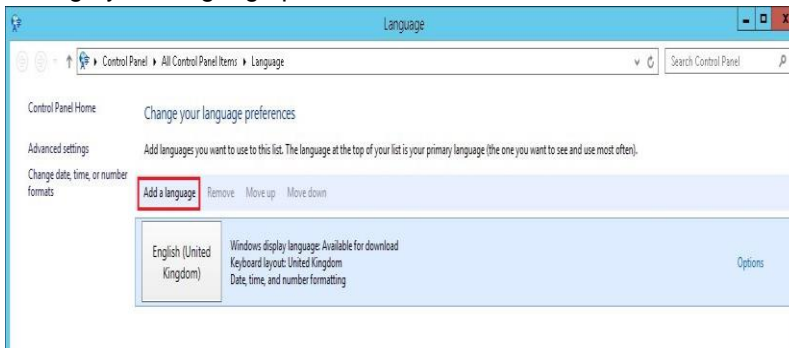 Language
Control Panel ▸ All Control Panel Items ▸ Language
Search Control Panel
Control Panel Home
Advanced settings
Change date, time, or number
formats
Change your language preferences
Add languages you want to use to this list. The language at the top of your list is your primary language (the one you want to see and use most often).
Add a language Remove Move up Move down
English (United
Kingdom)
Windows display language: Available for download
Keyboard layout: United Kingdom
Date, time, and number formatting
Options